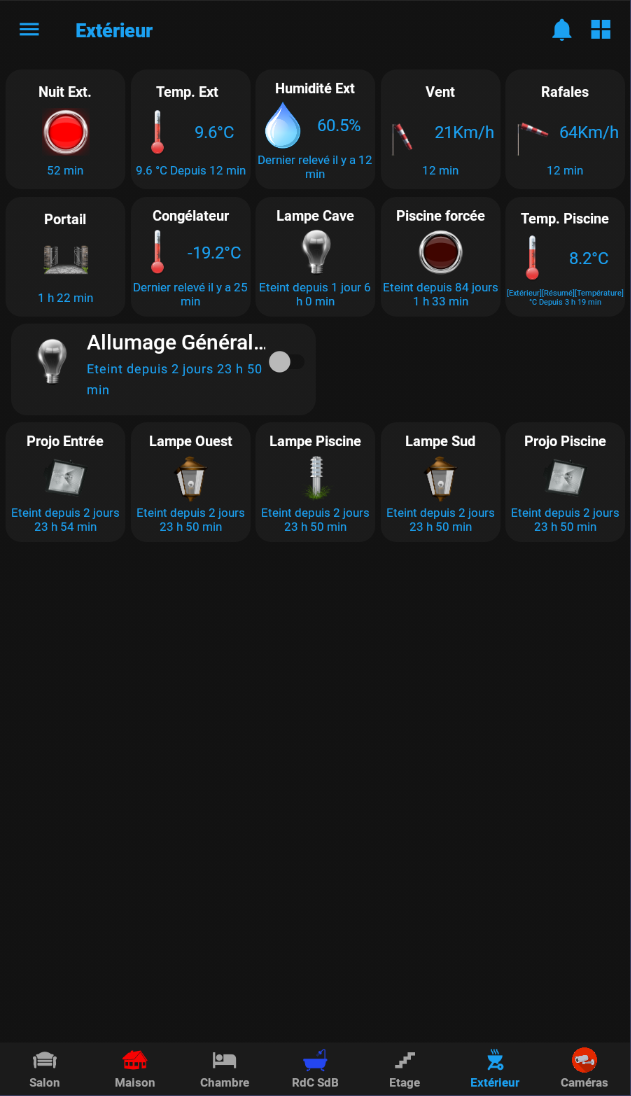 Extérieur
Nuit Ext.
52 min
Temp. Ext
9.6°C
9.6 °C Depuis 12 min
Humidité Ext
60.5%
Dernier relevé il y a 12
min
Vent
21Km/h
12 min
Rafales
64Km/h
12 min
Portail
1 h 22 min
Congélateur
-19.2°C
Dernier relevé il y a 25
min
Lampe Cave
Eteint depuis 1 jour 6
h 0 min
Piscine forcée
Eteint depuis 84 jours
1 h 33 min
Temp. Piscine
8.2°C
[Extérieur][Résumé][Température]
°C Depuis 3 h 19 min
Allumage Général...
Eteint depuis 2 jours 23 h 50
min
Projo Entrée
Eteint depuis 2 jours
23 h 54 min
Lampe Ouest
Eteint depuis 2 jours
23 h 50 min
Lampe Piscine
Eteint depuis 2 jours
23 h 50 min
Lampe Sud
Eteint depuis 2 jours
23 h 50 min
Projo Piscine
Eteint depuis 2 jours
23 h 50 min
Salon
Maison
Chambre
RdC SdB
Etage
Extérieur
Caméras